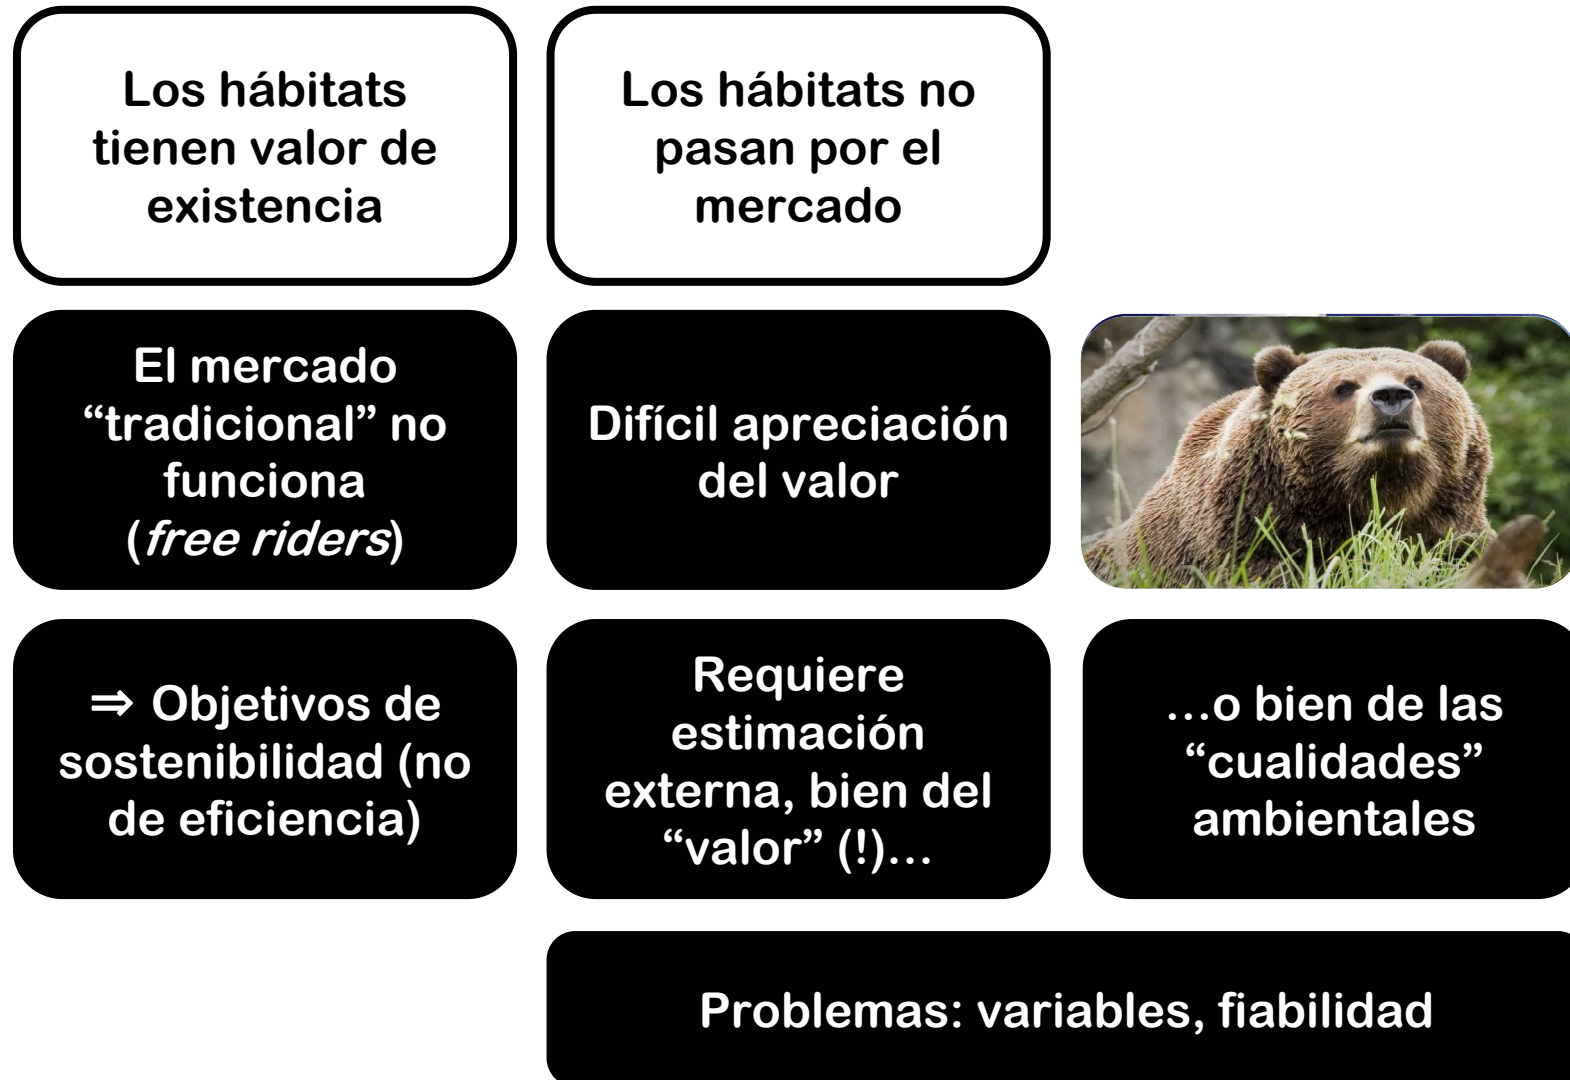 Los hábitats
tienen valor de
existencia
Los hábitats no
pasan por el
mercado
El mercado
“tradicional” no
funciona
(free riders)
Difícil apreciación
del valor
⇒ Objetivos de
sostenibilidad (no
de eficiencia)
Requiere
estimación
externa, bien del
“valor” (!)…
…o bien de las
“cualidades”
ambientales
Problemas: variables, fiabilidad